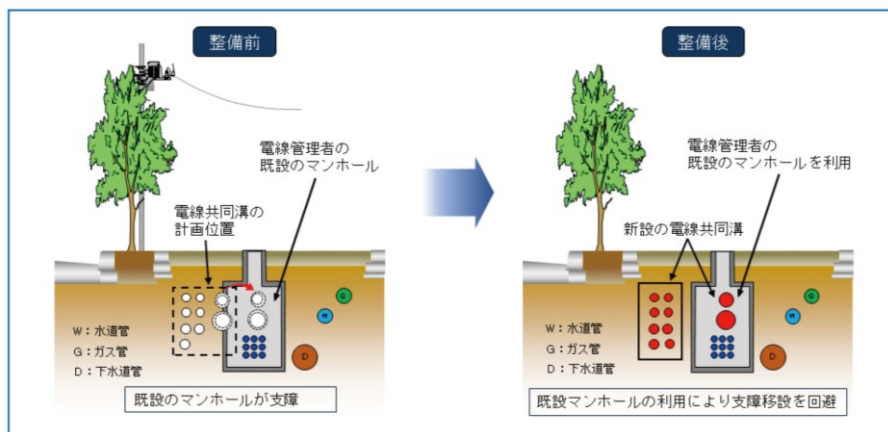 整備前
電線管理者の
既設のマンホール
電線共同溝の
計画位置
G
W
D
W:水道管
G:ガス管
D:下水道管
既設のマンホールが支障
整備後
電線管理者の
既設のマンホールを利用
新設の電線共同溝
G
W
D
W:水道管
G:ガス管
D:下水道管
既設マンホールの利用により支障移設を回避